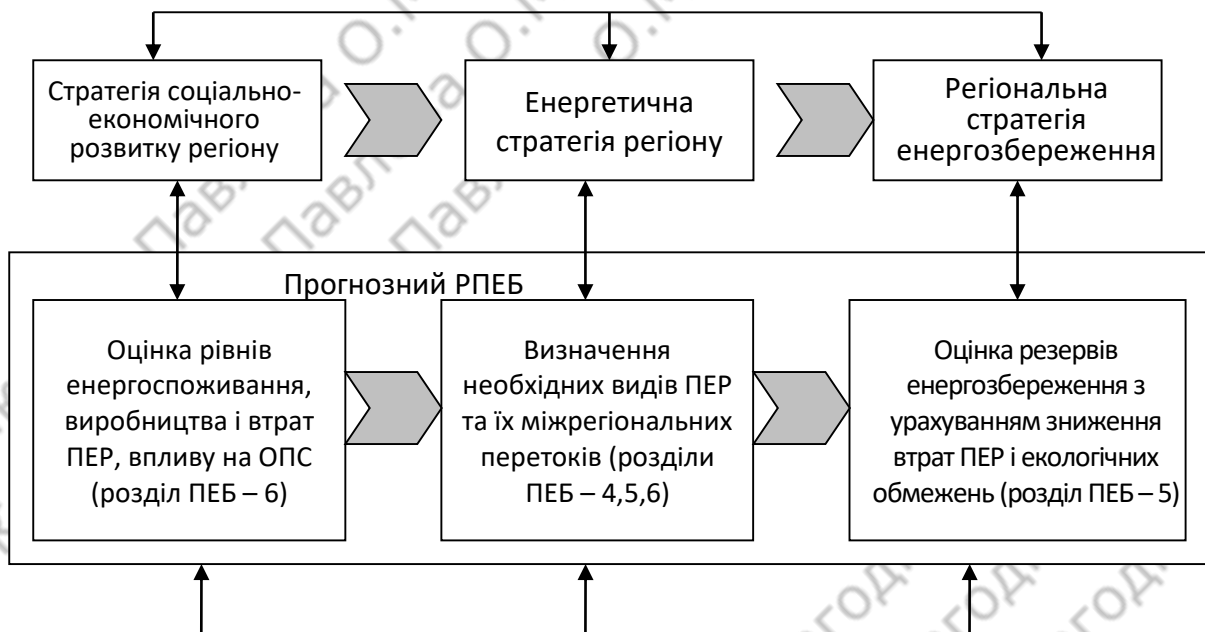 Стратегія соціально-
економічного
розвитку регіону
Енергетична
стратегія регіону
Регіональна
стратегія
енергозбереження
Прогнозний РПЕБ
Оцінка рівнів
енергоспоживання,
виробництва і втрат
ПЕР, впливу на ОПС
(розділ ПЕБ – 6)
Визначення
необхідних видів ПЕР
та їх міжрегіональних
перетоків (розділи
ПЕБ – 4,5,6)
Оцінка резервів
енергозбереження з
урахуванням зниження
втрат ПЕР і екологічних
обмежень (розділ ПЕБ – 5)